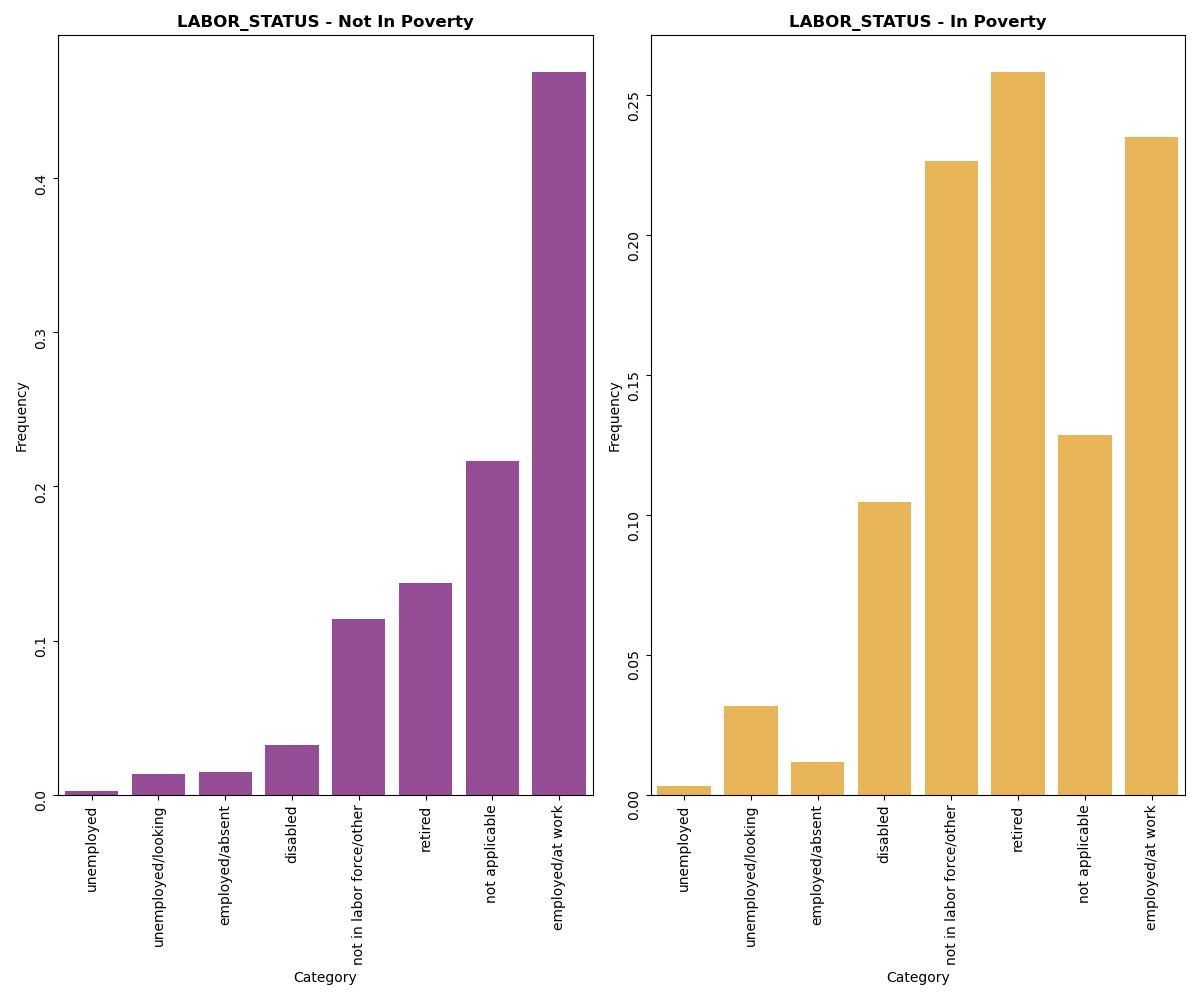 LABOR_STATUS - Not In Poverty
Frequency
0.4
0.3
0.2
0.1
0.0
unemployed
unemployed/looking
employed/absent
disabled
not in labor force/other
retired
not applicable
employed/at work
Category
LABOR_STATUS - In Poverty
Frequency
0.25
0.20
0.15
0.10
0.05
0.00
unemployed
unemployed/looking
employed/absent
disabled
not in labor force/other
retired
not applicable
employed/at work
Category